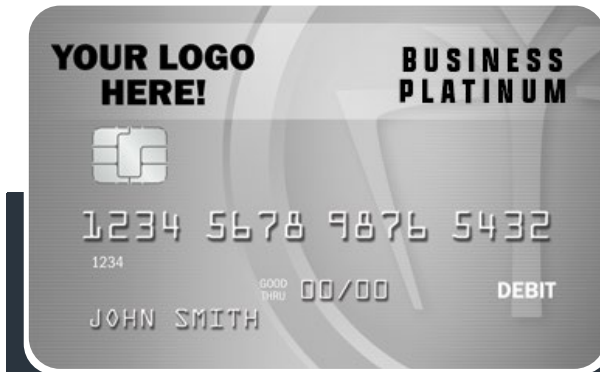 YOUR LOGO
HERE!
BUSINESS
PLATINUM
1234 5678 9876 5432
1234
GOOD
THRU
00/00
DEBIT
JOHN SMITH